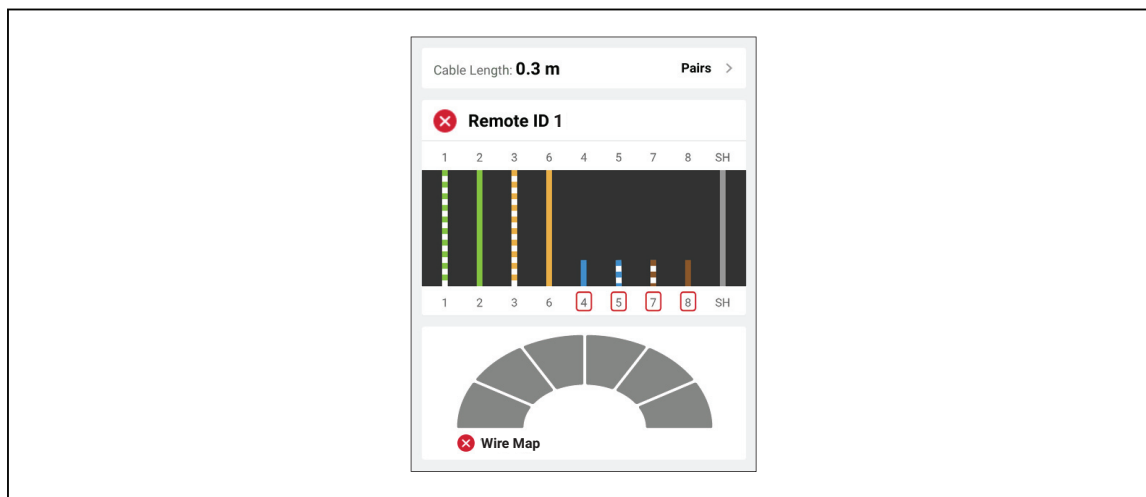 Cable Length: 0.3 m Pairs >
Remote ID 1
1 2 3 6 4 5 7 8 SH
1 2 3 6 4 5 7 8 SH
Wire Map